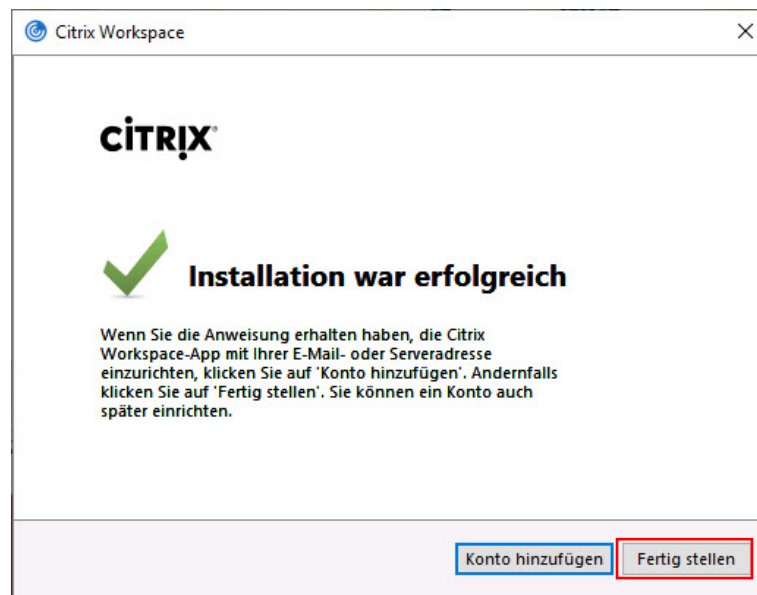 Citrix Workspace
CİTRIX®
Installation war erfolgreich
Wenn Sie die Anweisung erhalten haben, die Citrix
Workspace-App mit Ihrer E-Mail- oder Serveradresse
einzurichten, klicken Sie auf 'Konto hinzufügen'. Andernfalls
klicken Sie auf 'Fertig stellen'. Sie können ein Konto auch
später einrichten.
Konto hinzufügen Fertig stellen